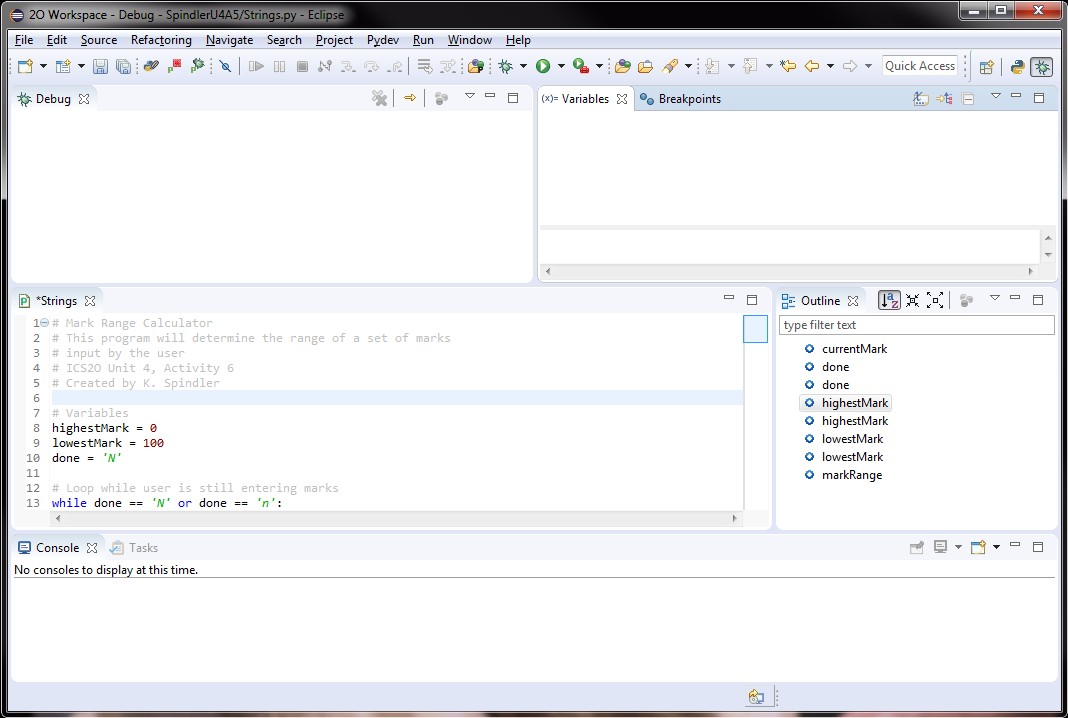 2O Workspace - Debug - SpindlerU4A5/Strings.py - Eclipse
File Edit Source Refactoring Navigate Search Project Pydev Run Window Help
Quick Access
Debug
(x)= Variables Breakpoints
*Strings
1 # Mark Range Calculator
2 # This program will determine the range of a set of marks
3 # input by the user
4 # ICS2O Unit 4, Activity 6
5 # Created by K. Spindler
6
7 # Variables
8 highestMark = 0
9 lowestMark = 100
10 done = 'N'
11
12 # Loop while user is still entering marks
13 while done == 'N' or done == 'n':
Outline
type filter text
currentMark
done
done
highestMark
highestMark
lowestMark
lowestMark
markRange
Console Tasks
No consoles to display at this time.